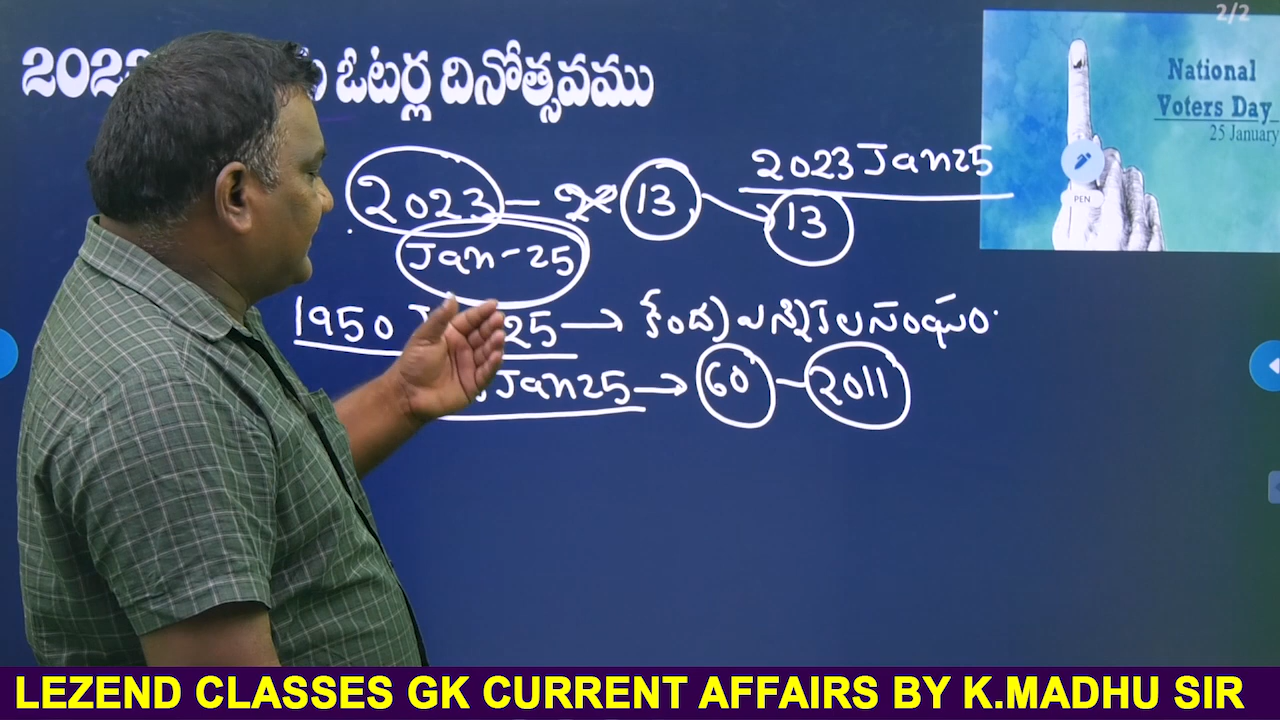 2/2
ఓటర్ల దినోత్సవము
National
Voters Day
25 January
PEN
2023 Jan 25
2023 - 13 13
Jan - 25
1950 25 → కేంద్ర ఎన్నికల సంఘం.
Jan 25 → 60 - 2011
LEZEND CLASSES GK CURRENT AFFAIRS BY K.MADHU SIR